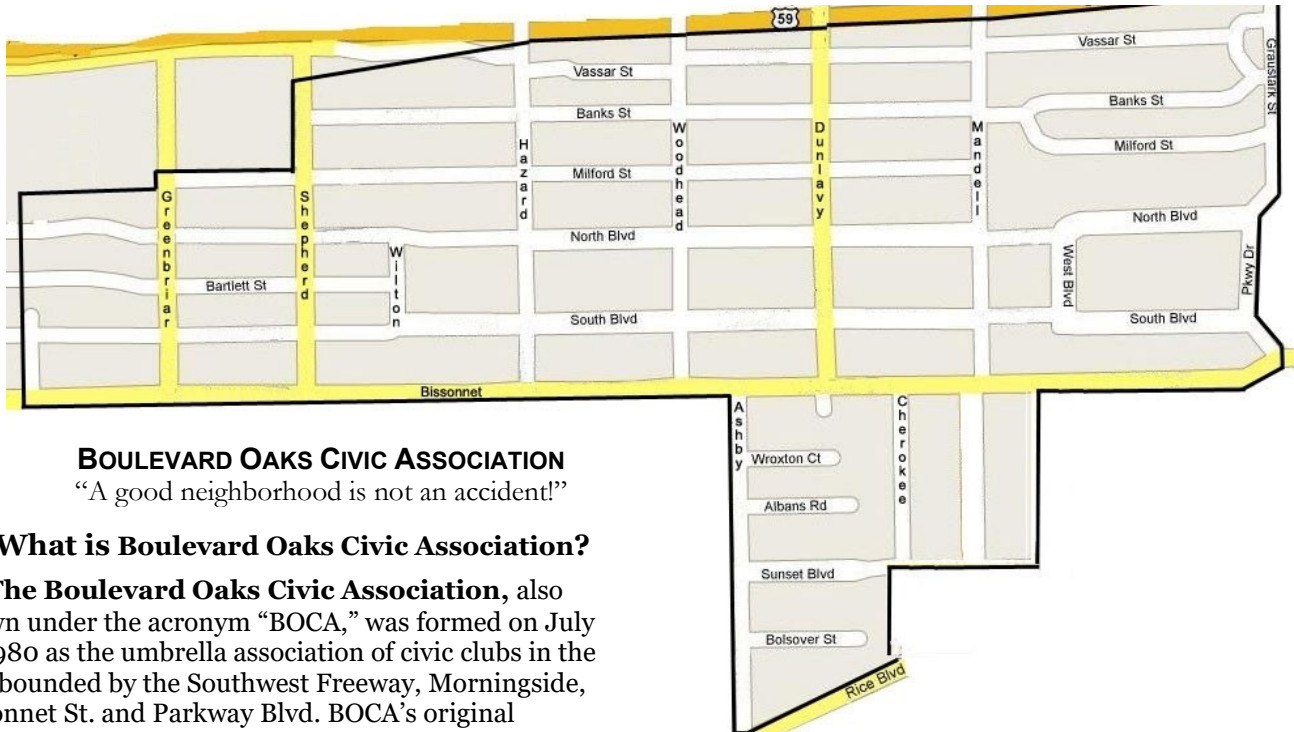 59
Vassar St
Graustark St
Vassar St
Banks St
Banks St
Woodhead
Dunlavy
Mandell
Hazard
Milford St
Milford St
Greenbriar
Shepherd
North Blvd
North Blvd
Wilton
West Blvd
Pkwy Dr
Bartlett St
South Blvd
South Blvd
Bissonnet
Ashby
Cherokee
Wroxton Ct
Albans Rd
Sunset Blvd
Bolsover St
Rice Blvd
BOULEVARD OAKS CIVIC ASSOCIATION
“A good neighborhood is not an accident!”
What is Boulevard Oaks Civic Association?
The Boulevard Oaks Civic Association, also
wn under the acronym “BOCA,” was formed on July
980 as the umbrella association of civic clubs in the
bounded by the Southwest Freeway, Morningside,
onnet St. and Parkway Blvd. BOCA’s original